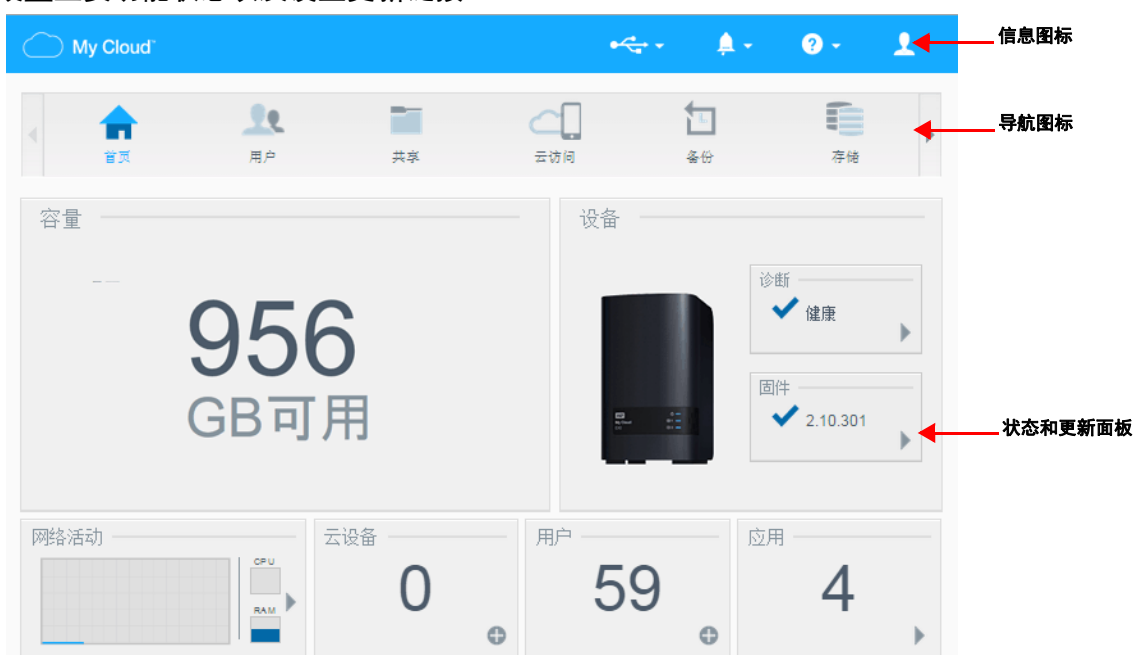 My Cloud
信息图标
首页 用户 共享 云访问 备份 存储
导航图标
容量
956
GB可用
设备
诊断
健康
固件
2.10.301
状态和更新面板
网络活动
CPU
RAM
云设备
0
用户
59
应用
4